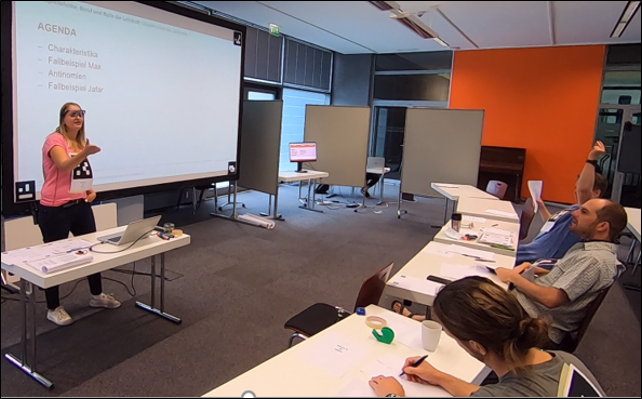 AGENDA
– Charakteristika
– Fallbeispiel Max
– Antinomien
– Fallbeispiel Jafar